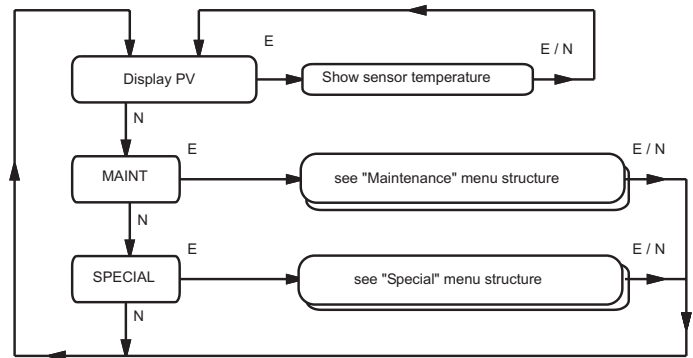 E
E / N
Display PV
Show sensor temperature
N
E
E / N
MAINT
see "Maintenance" menu structure
N
E
E / N
SPECIAL
see "Special" menu structure
N